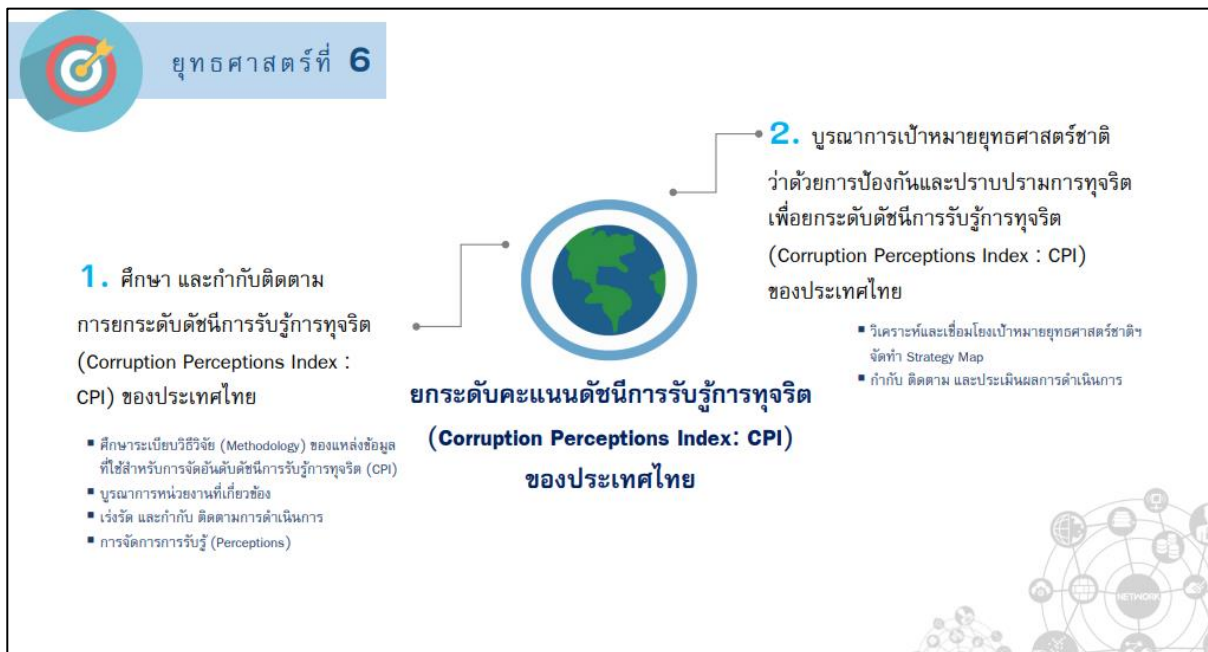 ยุทธศาสตร์ที่ 6
1. ศึกษา และกำกับติดตาม
การยกระดับดัชนีการรับรู้การทุจริต
(Corruption Perceptions Index :
CPI) ของประเทศไทย
■ ศึกษาระเบียบวิธีวิจัย (Methodology) ของแหล่งข้อมูล
ที่ใช้สำหรับการจัดอันดับดัชนีการรับรู้การทุจริต (CPI)
■ บูรณาการหน่วยงานที่เกี่ยวข้อง
■ เร่งรัด และกำกับ ติดตามการดำเนินการ
■ การจัดการการรับรู้ (Perceptions)
ยกระดับคะแนนดัชนีการรับรู้การทุจริต
(Corruption Perceptions Index: CPI)
ของประเทศไทย
2. บูรณาการเป้าหมายยุทธศาสตร์ชาติ
ว่าด้วยการป้องกันและปราบปรามการทุจริต
เพื่อยกระดับดัชนีการรับรู้การทุจริต
(Corruption Perceptions Index : CPI)
ของประเทศไทย
■ วิเคราะห์และเชื่อมโยงเป้าหมายยุทธศาสตร์ชาติฯ
จัดทำ Strategy Map
■ กำกับ ติดตาม และประเมินผลการดำเนินการ
NETWORK